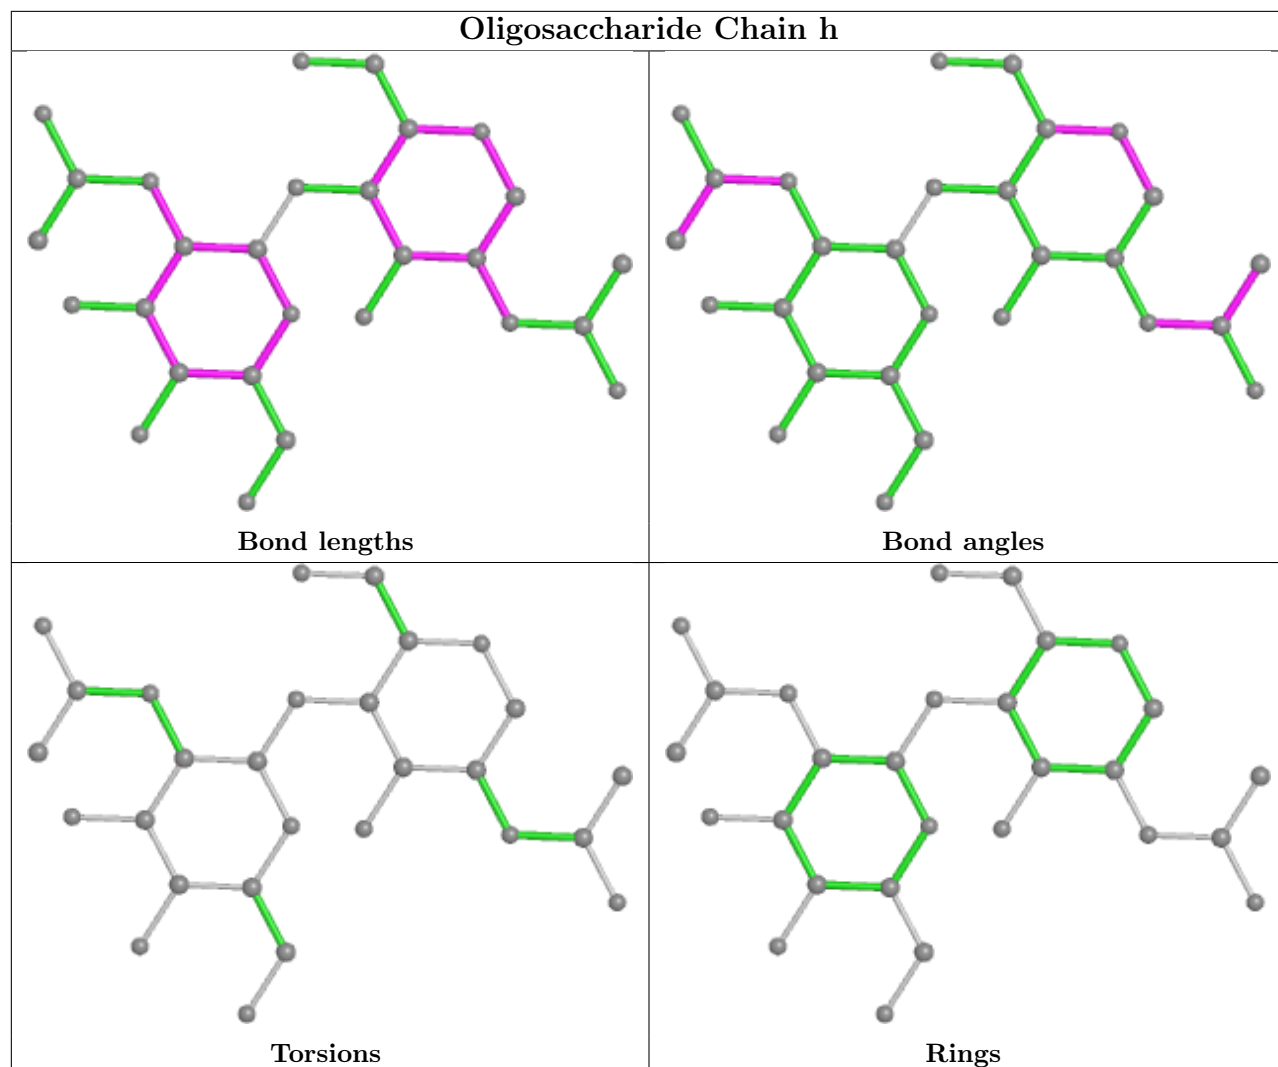 Oligosaccharide Chain h
Bond lengths
Bond angles
Torsions
Rings